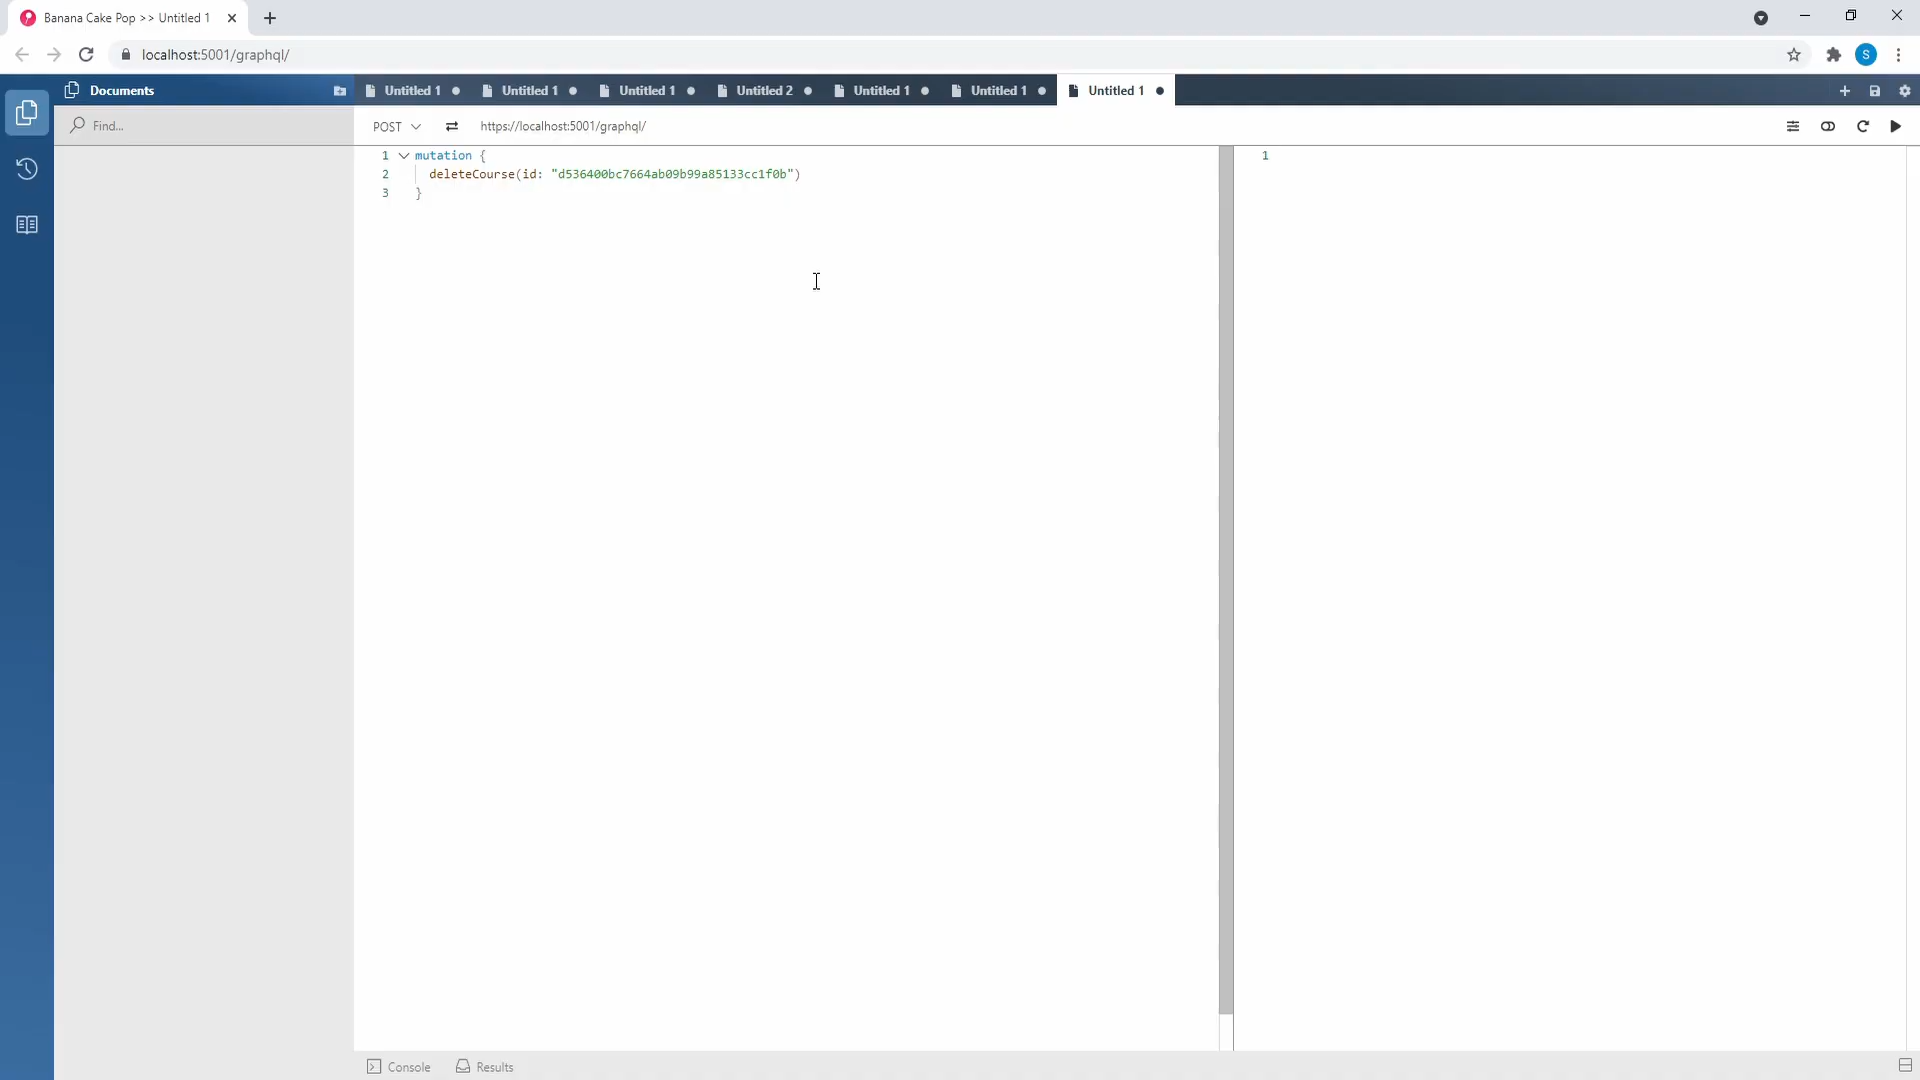 Banana Cake Pop >> Untitled 1
localhost:5001/graphql/
S
Documents
Untitled 1
Untitled 1
Untitled 1
Untitled 2
Untitled 1
Untitled 1
Untitled 1
Find...
POST
https://localhost:5001/graphql/
1 mutation {
2 deleteCourse(id: "d536400bc7664ab09b99a85133cc1f0b")
3 }
1
Console
Results